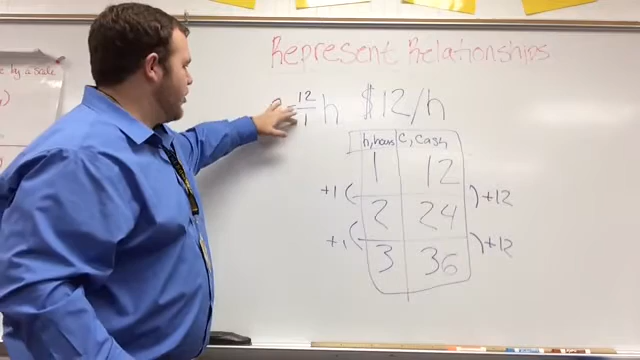 Represent Relationships
12/1 h $12/h
h, hours C, Cash
1 12
+1 +12
2 24
+1 +12
3 36